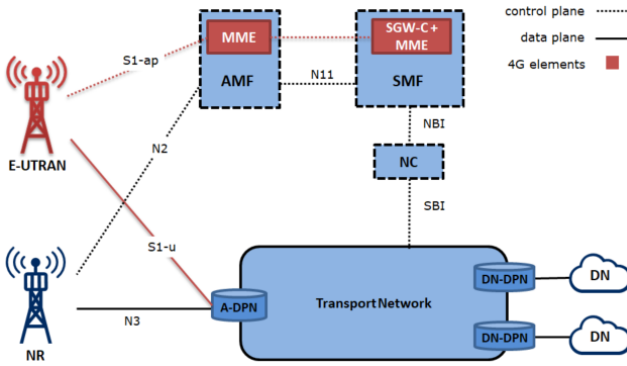 control plane
data plane
4G elements
MME
SGW-C +
MME
S1-ap
AMF
N11
SMF
NBI
E-UTRAN
N2
NC
SBI
S1-u
DN-DPN
DN
Transport Network
A-DPN
N3
DN-DPN
DN
NR